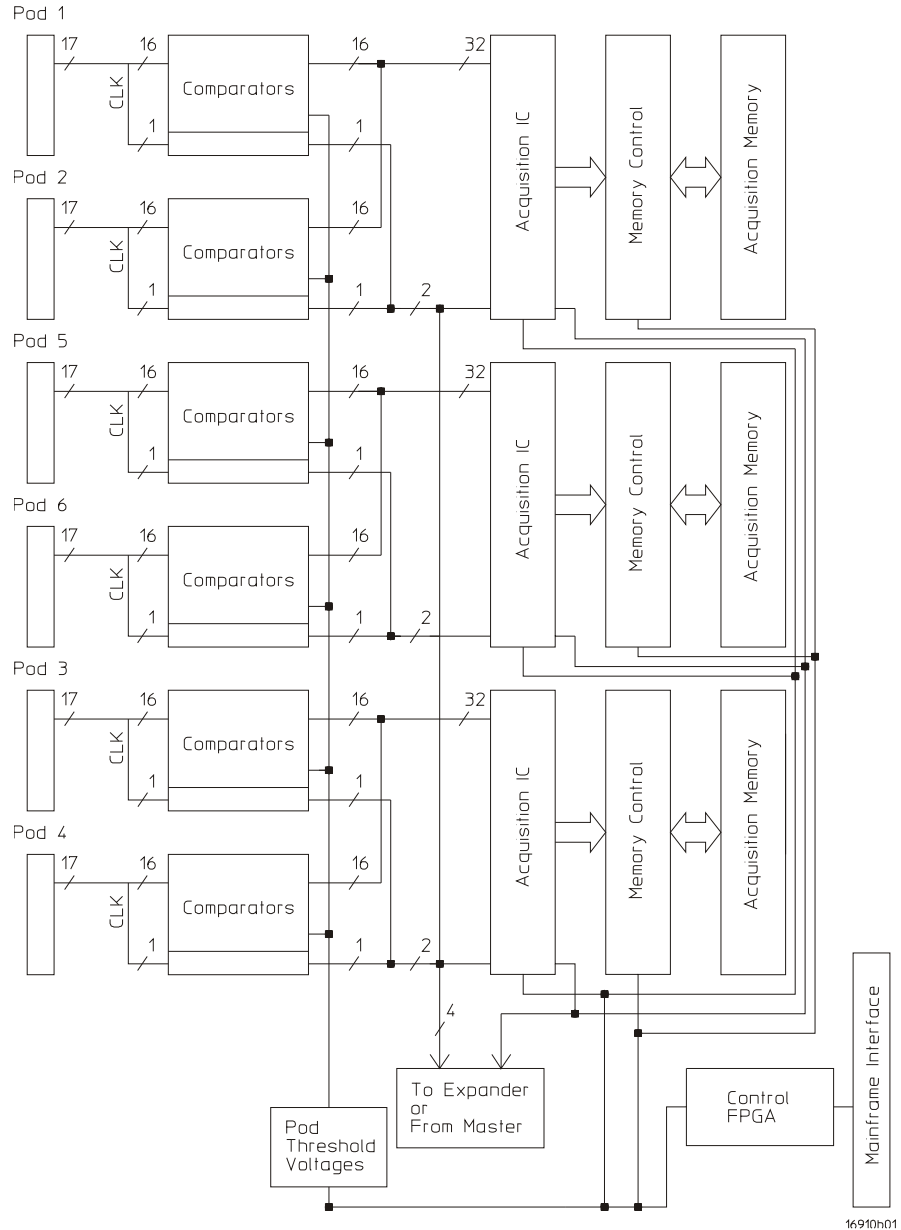 Pod 1
17
16
CLK
1
Comparators
16
1
32
Acquisition IC
Memory Control
Acquisition Memory
Pod 2
17
16
CLK
1
Comparators
16
1
2
Pod 5
17
16
CLK
1
Comparators
16
1
32
Acquisition IC
Memory Control
Acquisition Memory
Pod 6
17
16
CLK
1
Comparators
16
1
2
Pod 3
17
16
CLK
1
Comparators
16
1
32
Acquisition IC
Memory Control
Acquisition Memory
Pod 4
17
16
CLK
1
Comparators
16
1
2
4
To Expander
or
From Master
Pod
Threshold
Voltages
Control
FPGA
Mainframe Interface
16910b01